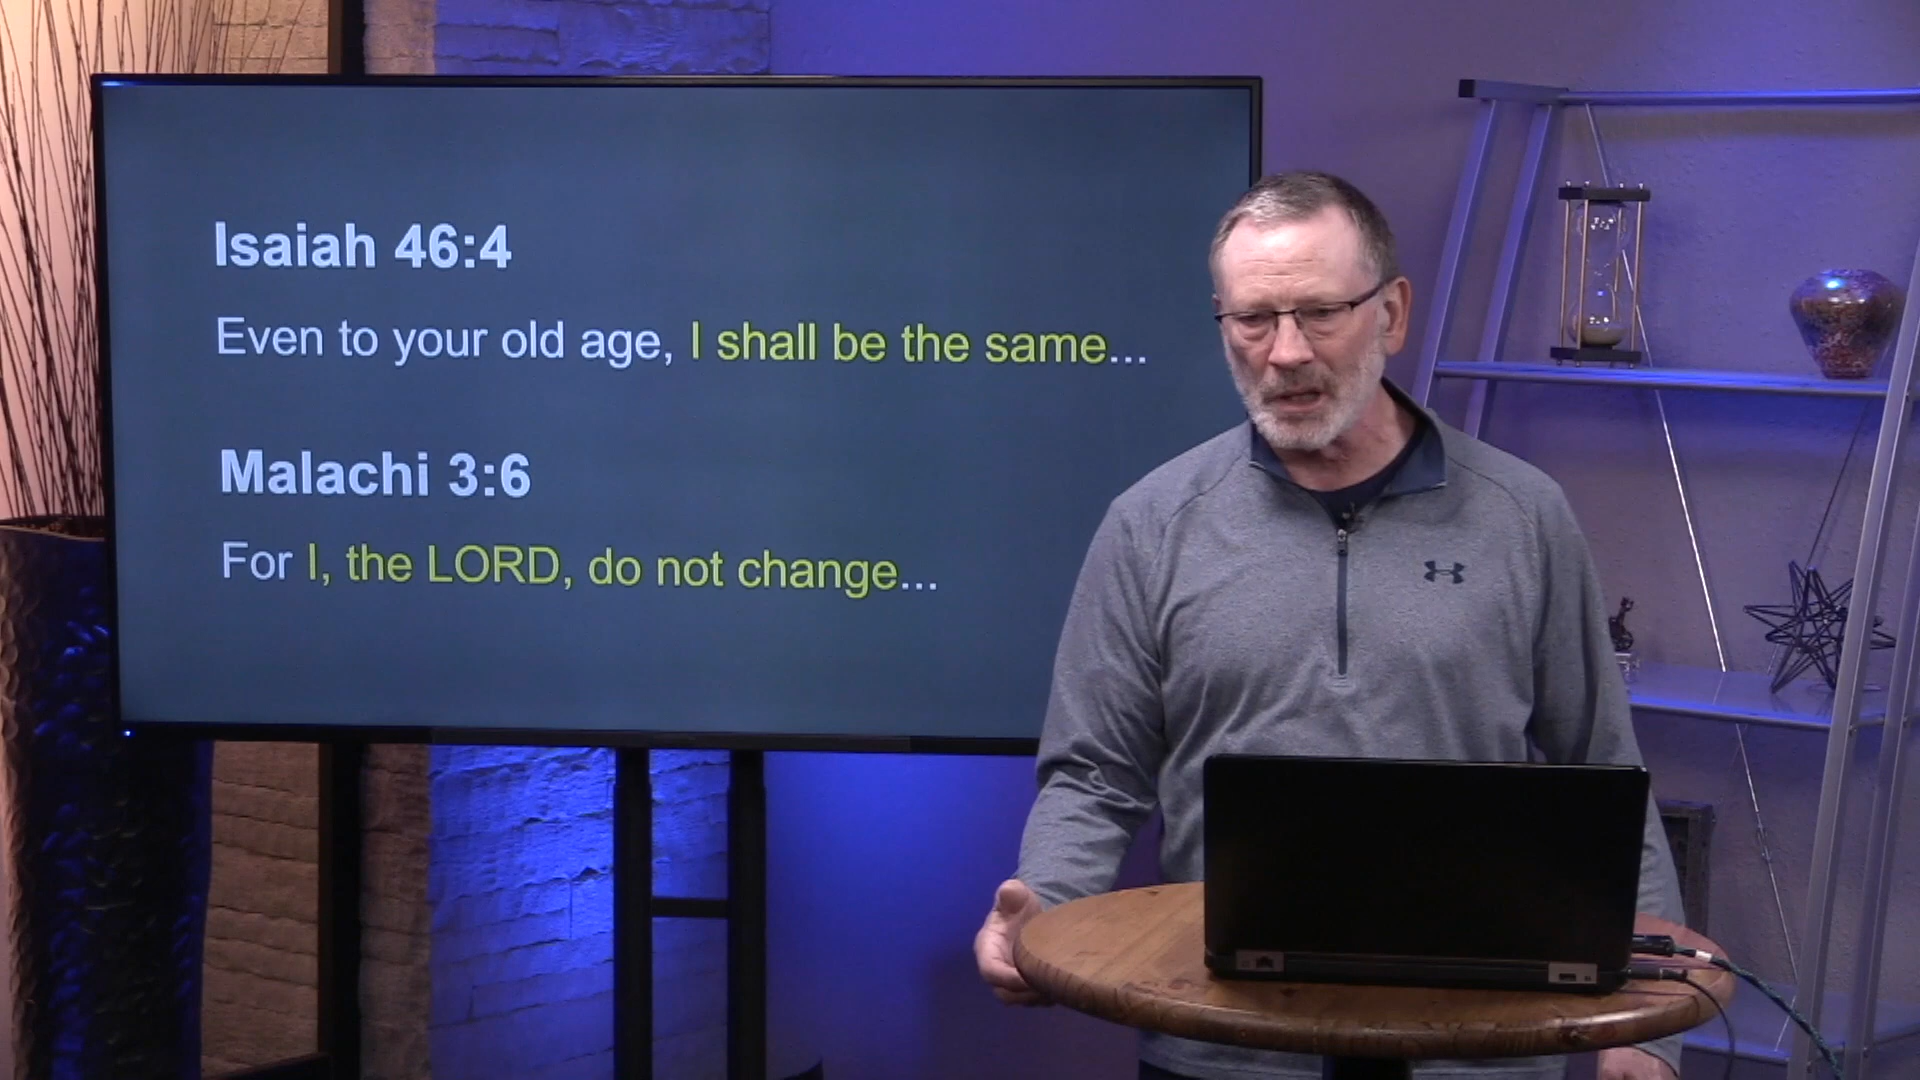 Isaiah 46:4
Even to your old age, I shall be the same...
Malachi 3:6
For I, the LORD, do not change...